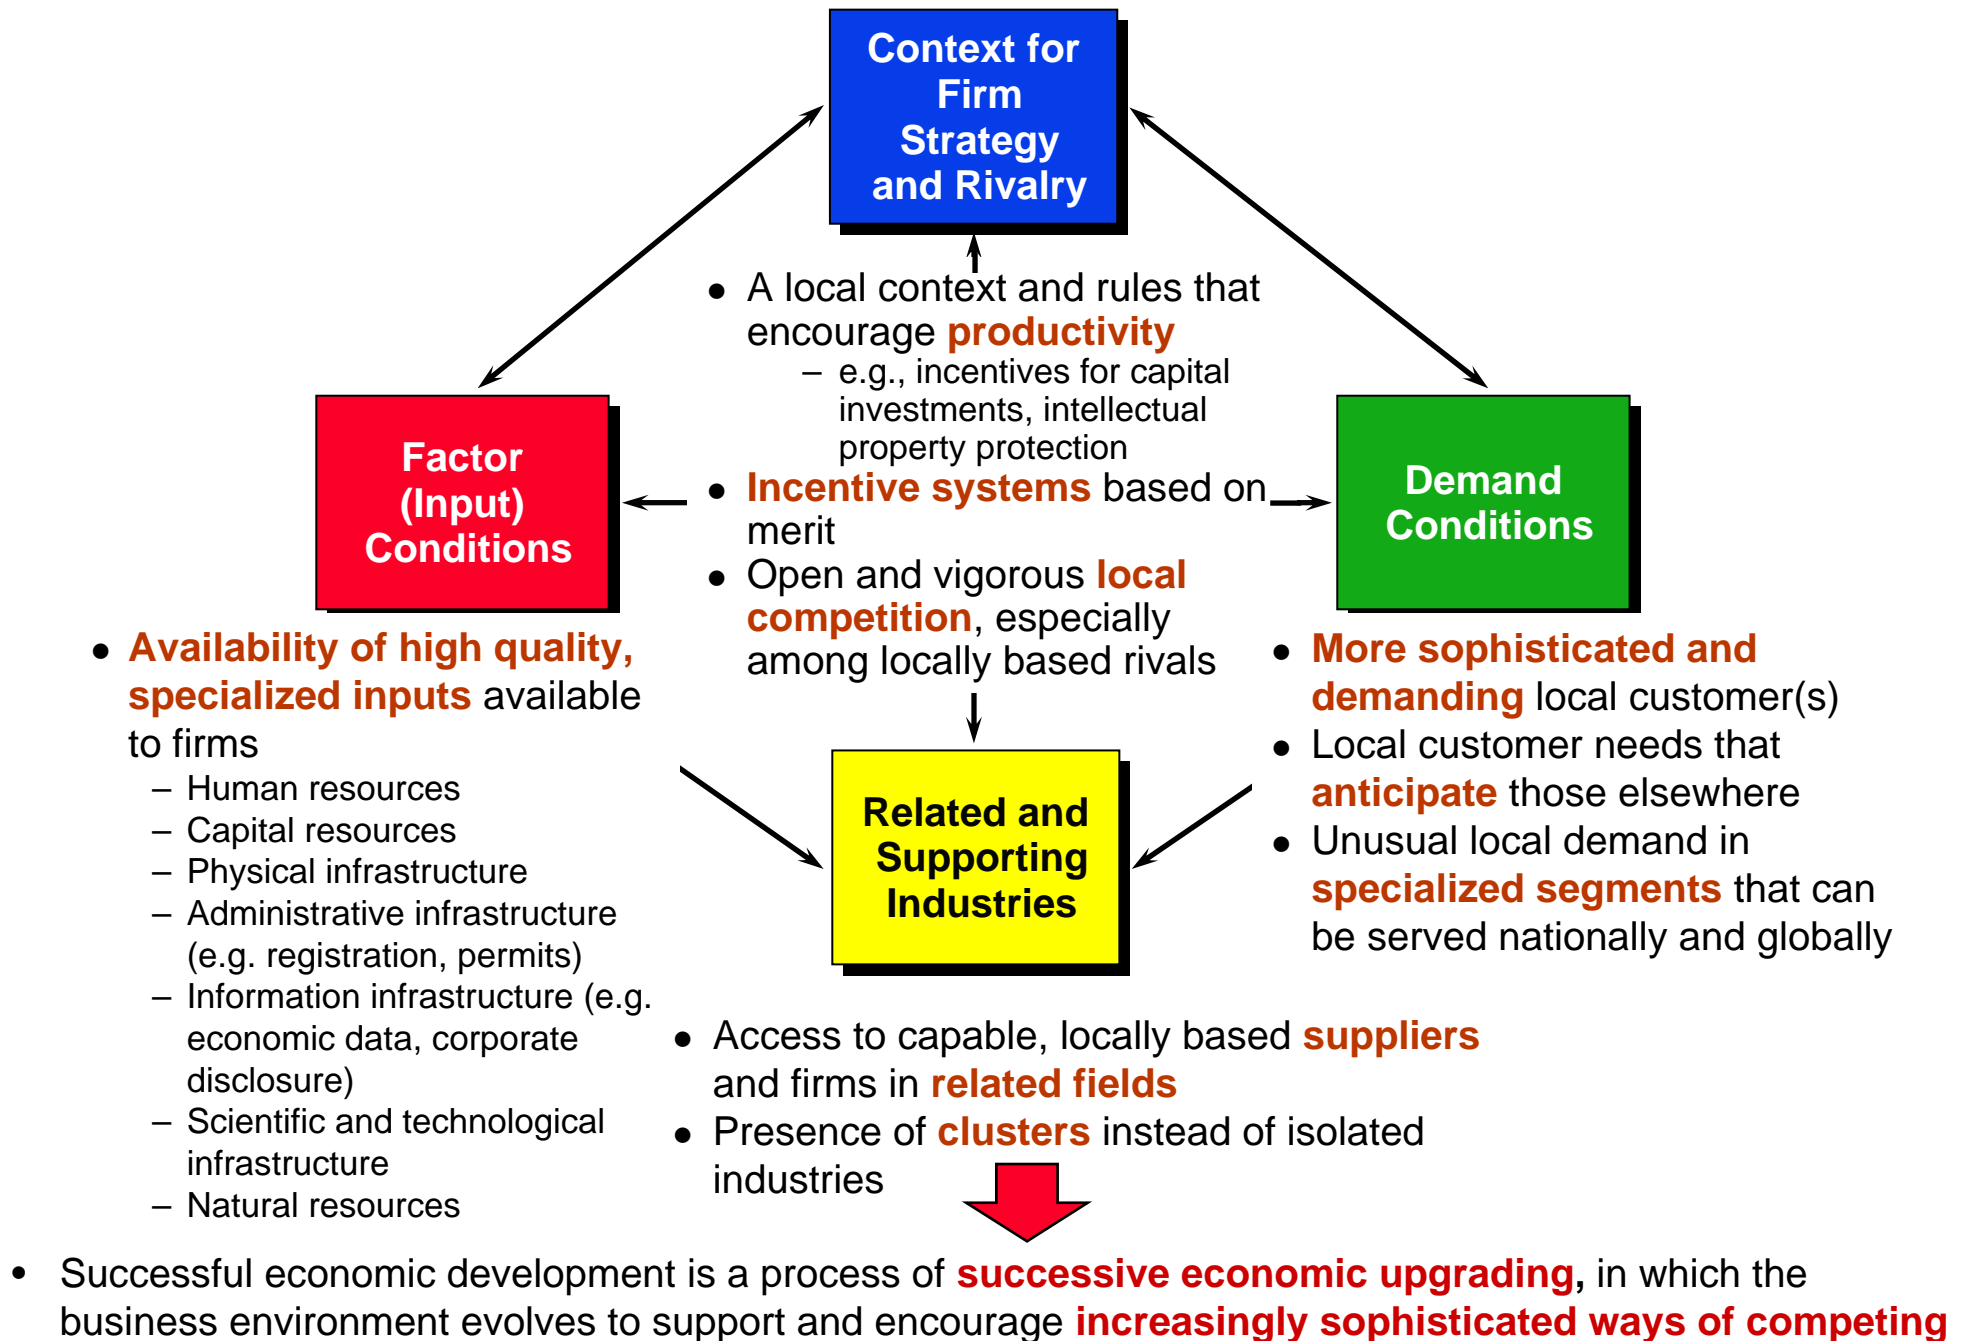 Context for
Firm
Strategy
and Rivalry
● A local context and rules that
encourage productivity
– e.g., incentives for capital
investments, intellectual
property protection
● Incentive systems based on
merit
● Open and vigorous local
competition, especially
among locally based rivals
Factor
(Input)
Conditions
● Availability of high quality,
specialized inputs available
to firms
– Human resources
– Capital resources
– Physical infrastructure
– Administrative infrastructure
(e.g. registration, permits)
– Information infrastructure (e.g.
economic data, corporate
disclosure)
– Scientific and technological
infrastructure
– Natural resources
Demand
Conditions
● More sophisticated and
demanding local customer(s)
● Local customer needs that
anticipate those elsewhere
● Unusual local demand in
specialized segments that can
be served nationally and globally
Related and
Supporting
Industries
● Access to capable, locally based suppliers
and firms in related fields
● Presence of clusters instead of isolated
industries
• Successful economic development is a process of successive economic upgrading, in which the
business environment evolves to support and encourage increasingly sophisticated ways of competing